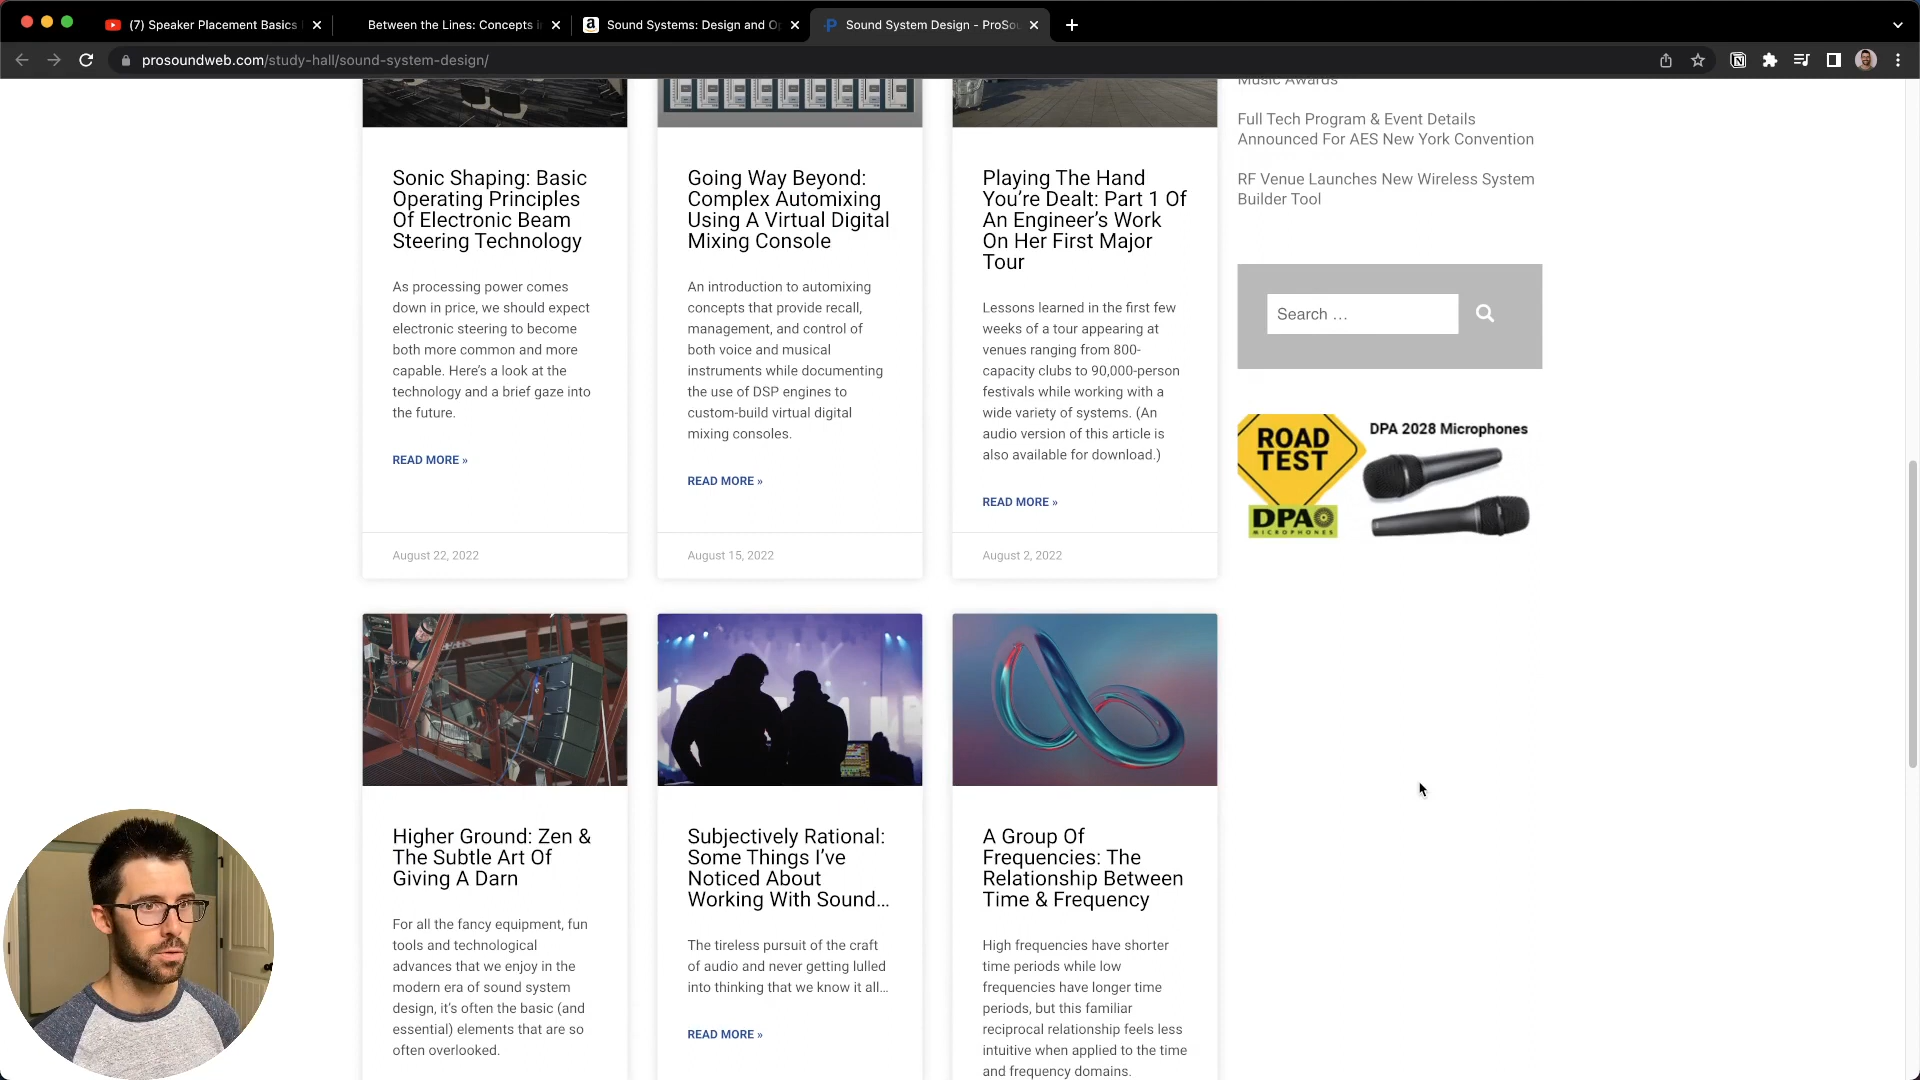 (7) Speaker Placement Basics
Between the Lines: Concepts i
Sound Systems: Design and Op
Sound System Design - ProSou
prosoundweb.com/study-hall/sound-system-design/
Music Awards
Full Tech Program & Event Details
Announced For AES New York Convention
RF Venue Launches New Wireless System
Builder Tool
Search …
ROAD
TEST
DPA
MICROPHONES
DPA 2028 Microphones
Sonic Shaping: Basic
Operating Principles
Of Electronic Beam
Steering Technology
As processing power comes
down in price, we should expect
electronic steering to become
both more common and more
capable. Here's a look at the
technology and a brief gaze into
the future.
READ MORE »
August 22, 2022
Going Way Beyond:
Complex Automixing
Using A Virtual Digital
Mixing Console
An introduction to automixing
concepts that provide recall,
management, and control of
both voice and musical
instruments while documenting
the use of DSP engines to
custom-build virtual digital
mixing consoles.
READ MORE »
August 15, 2022
Playing The Hand
You’re Dealt: Part 1 Of
An Engineer’s Work
On Her First Major
Tour
Lessons learned in the first few
weeks of a tour appearing at
venues ranging from 800-
capacity clubs to 90,000-person
festivals while working with a
wide variety of systems. (An
audio version of this article is
also available for download.)
READ MORE »
August 2, 2022
Higher Ground: Zen &
The Subtle Art Of
Giving A Darn
For all the fancy equipment, fun
tools and technological
advances that we enjoy in the
modern era of sound system
design, it’s often the basic (and
essential) elements that are so
often overlooked.
Subjectively Rational:
Some Things I’ve
Noticed About
Working With Sound…
The tireless pursuit of the craft
of audio and never getting lulled
into thinking that we know it all…
READ MORE »
A Group Of
Frequencies: The
Relationship Between
Time & Frequency
High frequencies have shorter
time periods while low
frequencies have longer time
periods, but this familiar
reciprocal relationship feels less
intuitive when applied to the time
and frequency domains.